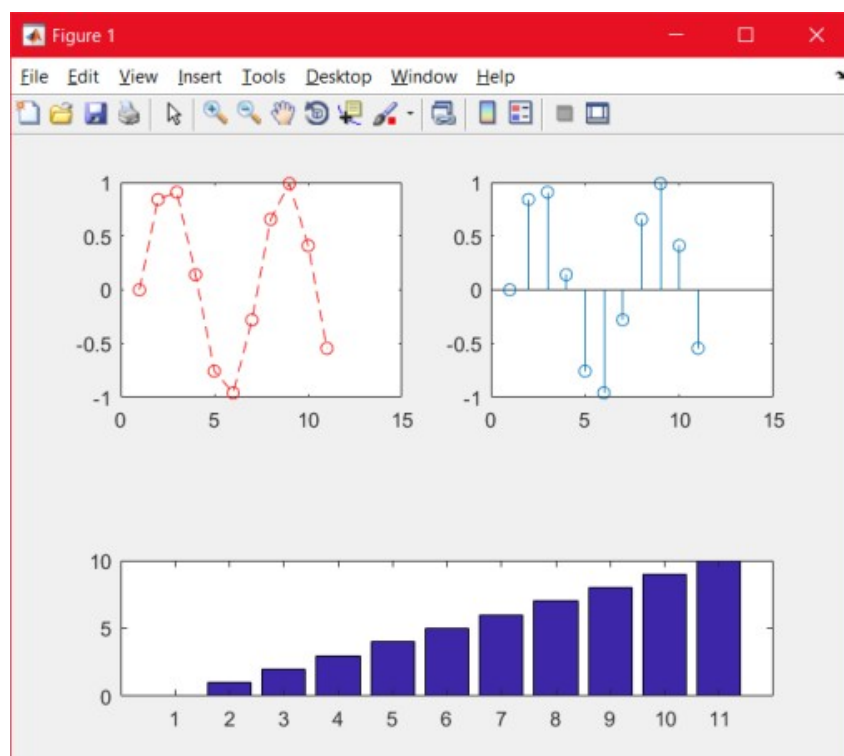 Figure 1
File Edit View Insert Tools Desktop Window Help
1 1
0.5 0.5
0 0
-0.5 -0.5
-1 -1
0 5 10 15 0 5 10 15
10
5
0
1 2 3 4 5 6 7 8 9 10 11